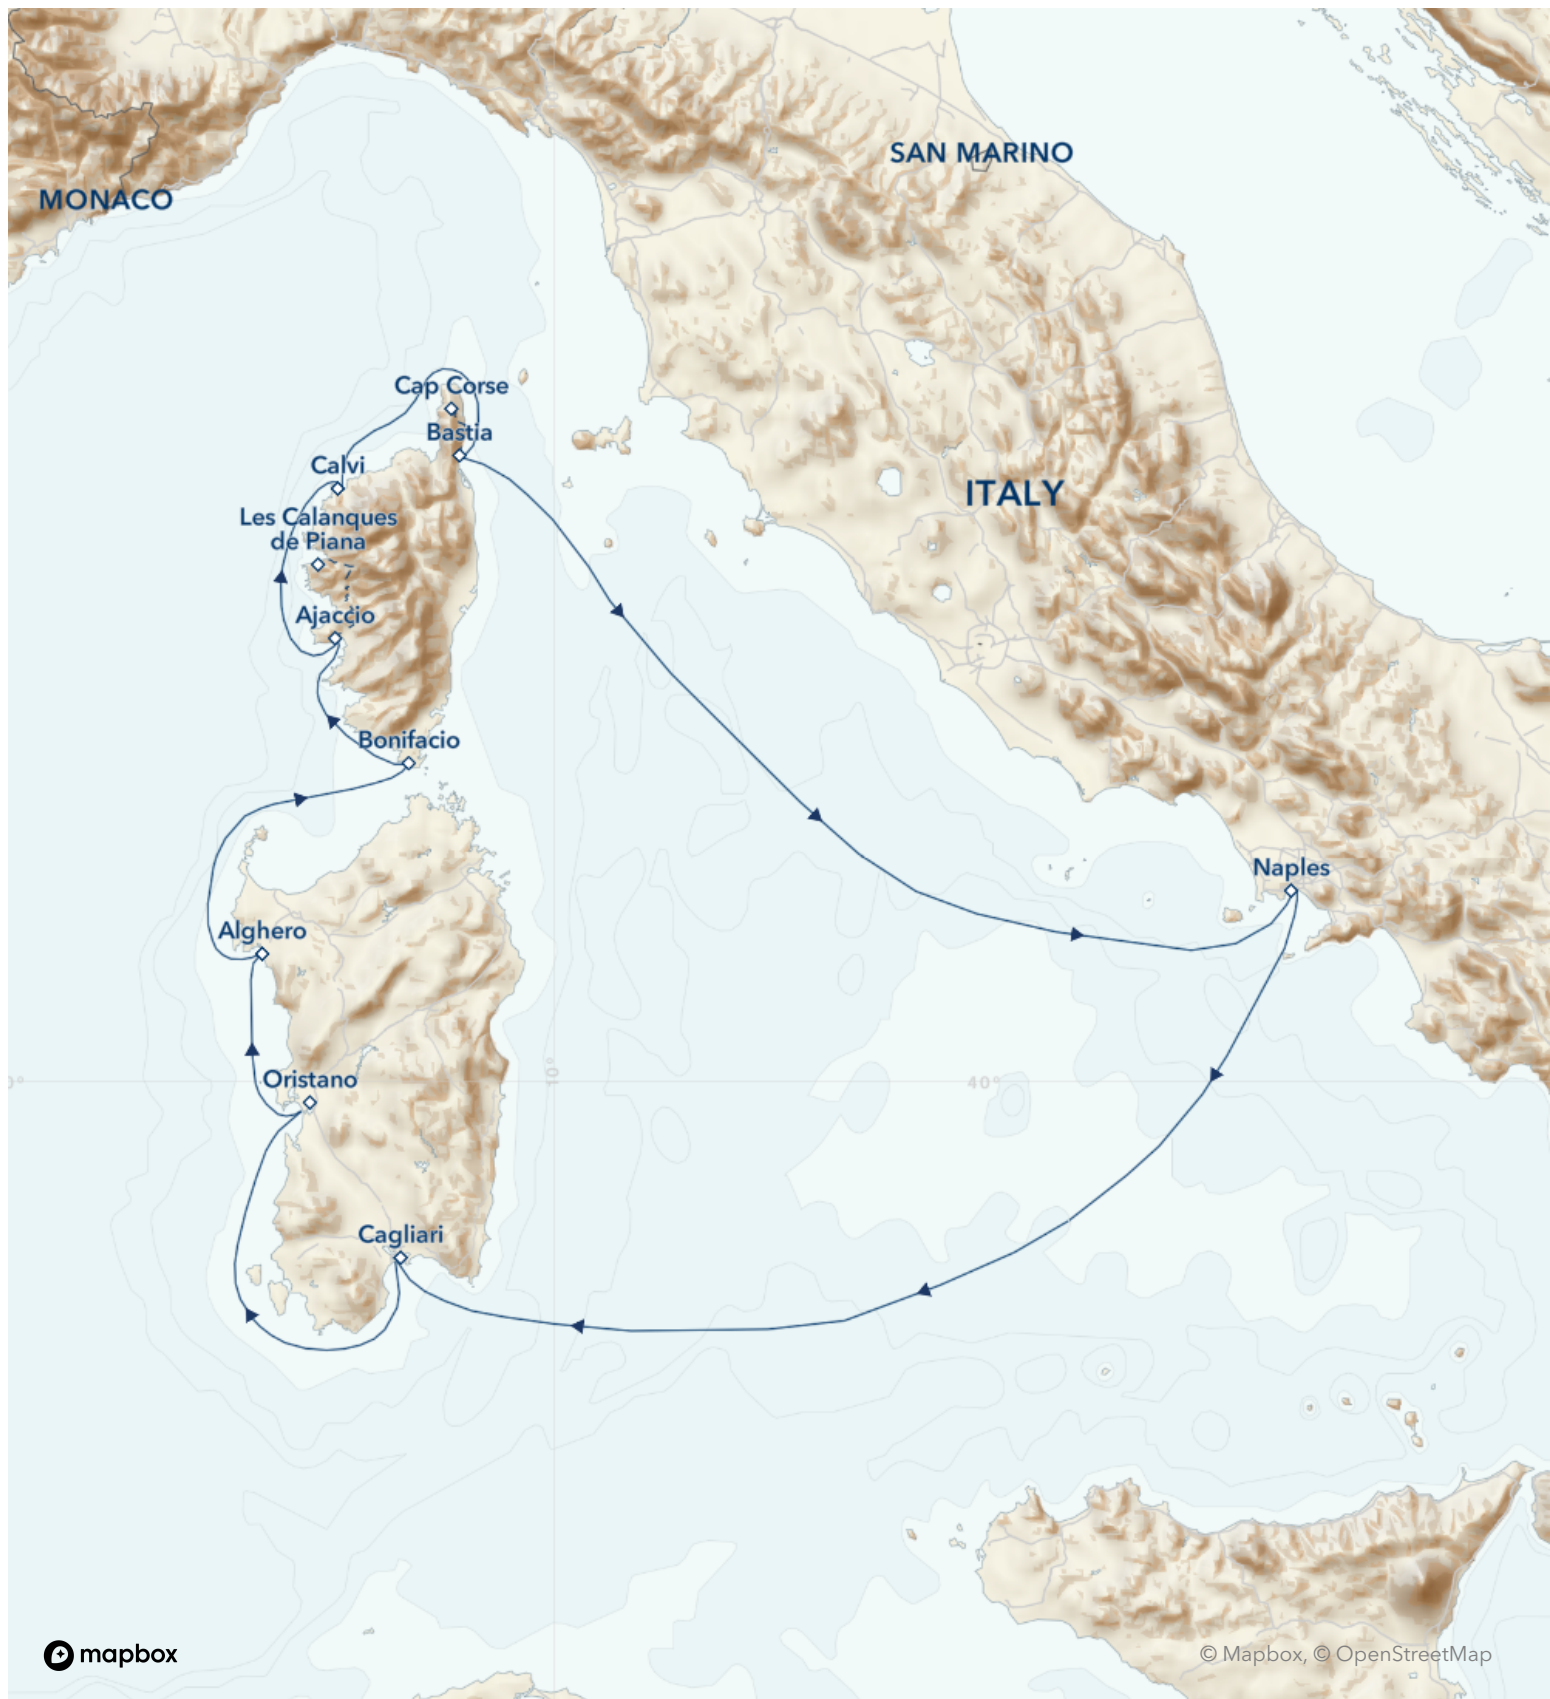 SAN MARINO
MONACO
Cap Corse
Bastia
Calvi
Les Calanques
de Piana
ITALY
Ajaccio
Bonifacio
Naples
Alghero
Oristano
0°
10°
40°
Cagliari
mapbox
© Mapbox, © OpenStreetMap